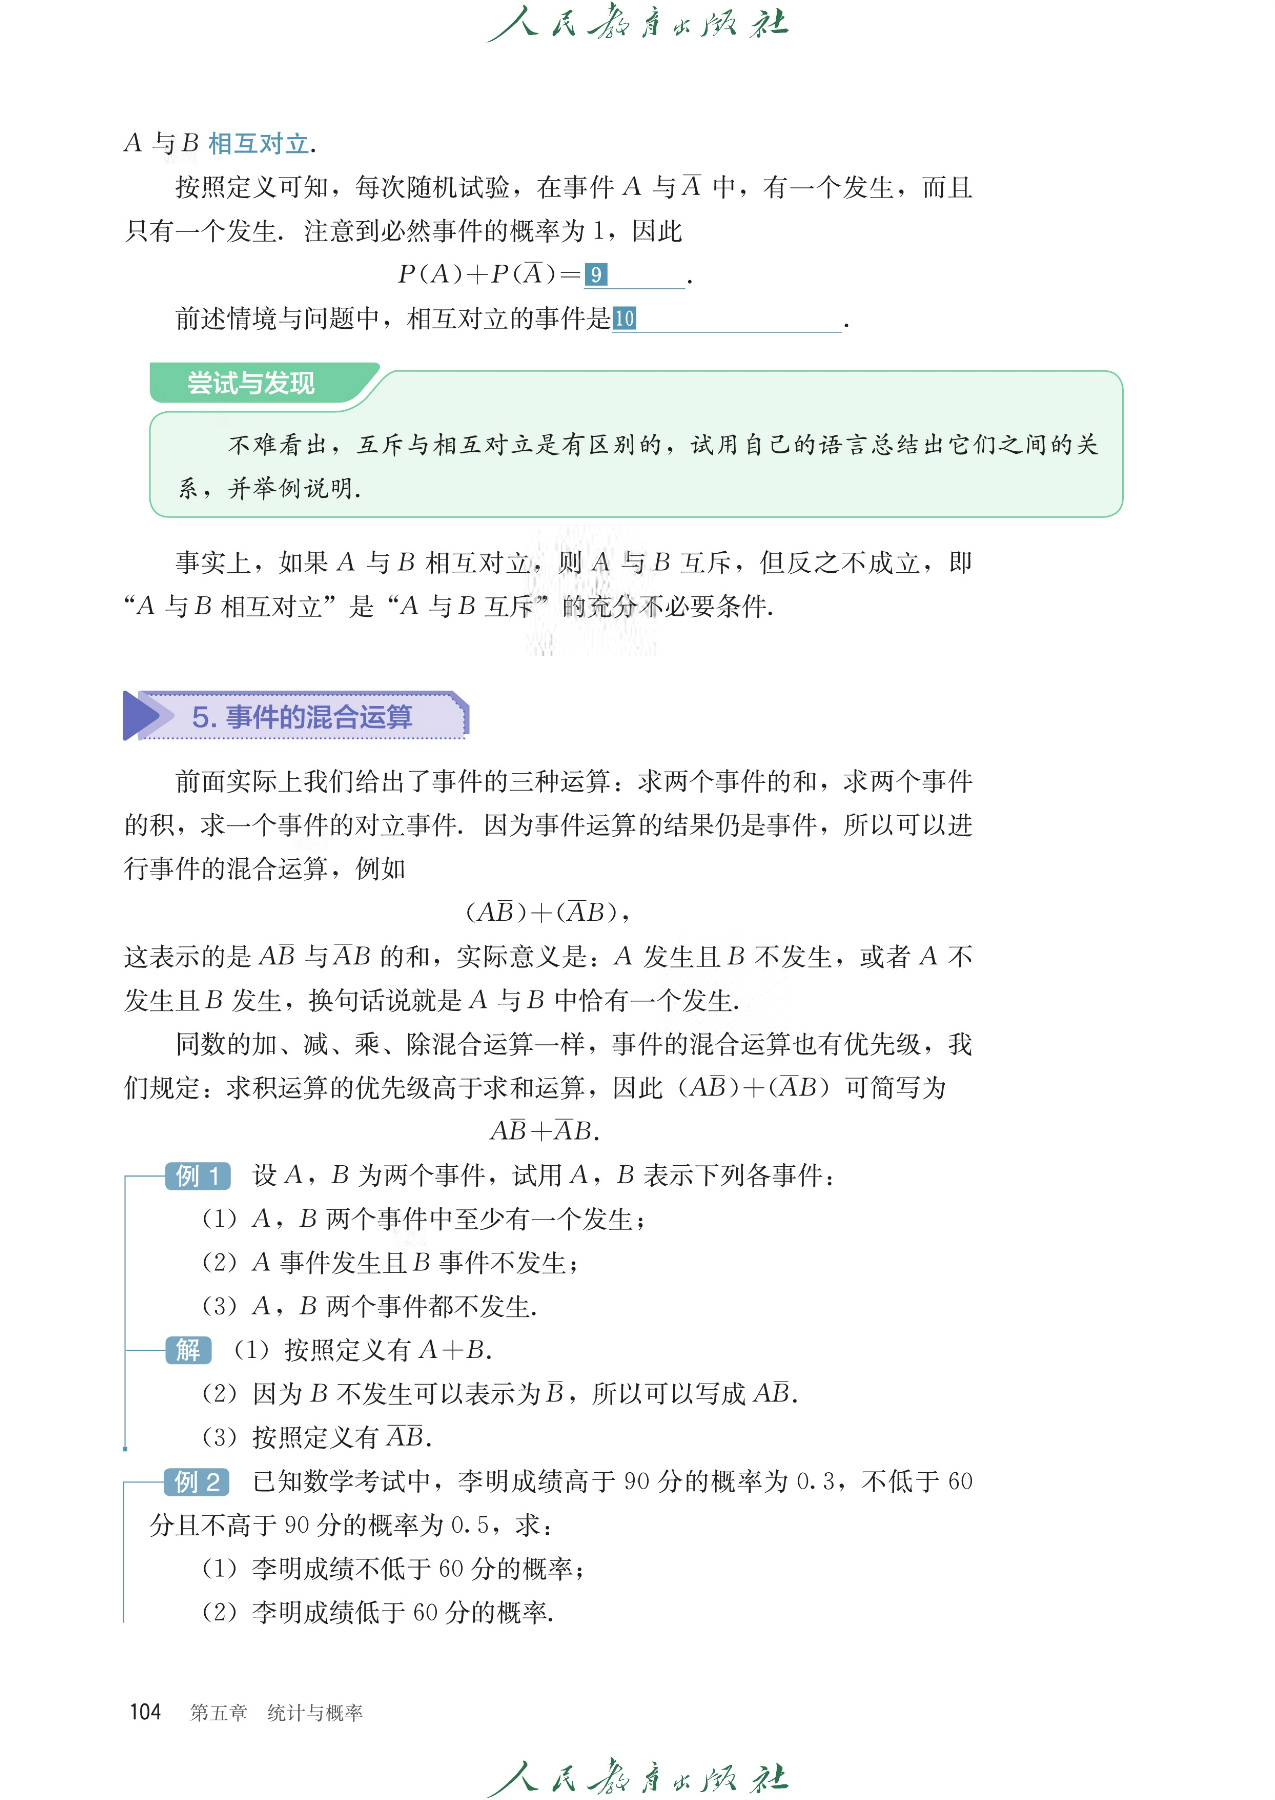 人民教育出版社
A 与 B 相互对立.
按照定义可知，每次随机试验，在事件 A 与 A̅ 中，有一个发生，而且
只有一个发生．注意到必然事件的概率为 1，因此
P(A)+P(A̅)=9______.
前述情境与问题中，相互对立的事件是10____________.
尝试与发现
不难看出，互斥与相互对立是有区别的，试用自己的语言总结出它们之间的关
系，并举例说明.
事实上，如果 A 与 B 相互对立，则 A 与 B 互斥，但反之不成立，即
“A 与 B 相互对立”是“A 与 B 互斥”的充分不必要条件.
5. 事件的混合运算
前面实际上我们给出了事件的三种运算：求两个事件的和，求两个事件
的积，求一个事件的对立事件．因为事件运算的结果仍是事件，所以可以进
行事件的混合运算，例如
(AB̅)+(A̅B)，
这表示的是 AB̅ 与 A̅B 的和，实际意义是：A 发生且 B 不发生，或者 A 不
发生且 B 发生，换句话说就是 A 与 B 中恰有一个发生.
同数的加、减、乘、除混合运算一样，事件的混合运算也有优先级，我
们规定：求积运算的优先级高于求和运算，因此（AB̅)+(A̅B）可简写为
AB̅+A̅B.
例 1 设 A，B 为两个事件，试用 A，B 表示下列各事件：
（1）A，B 两个事件中至少有一个发生；
（2）A 事件发生且 B 事件不发生；
（3）A，B 两个事件都不发生.
解 （1）按照定义有 A+B.
（2）因为 B 不发生可以表示为 B̅，所以可以写成 AB̅.
（3）按照定义有 A̅B̅.
例 2 已知数学考试中，李明成绩高于 90 分的概率为 0.3，不低于 60
分且不高于 90 分的概率为 0.5，求：
（1）李明成绩不低于 60 分的概率；
（2）李明成绩低于 60 分的概率.
104 第五章 统计与概率
人民教育出版社